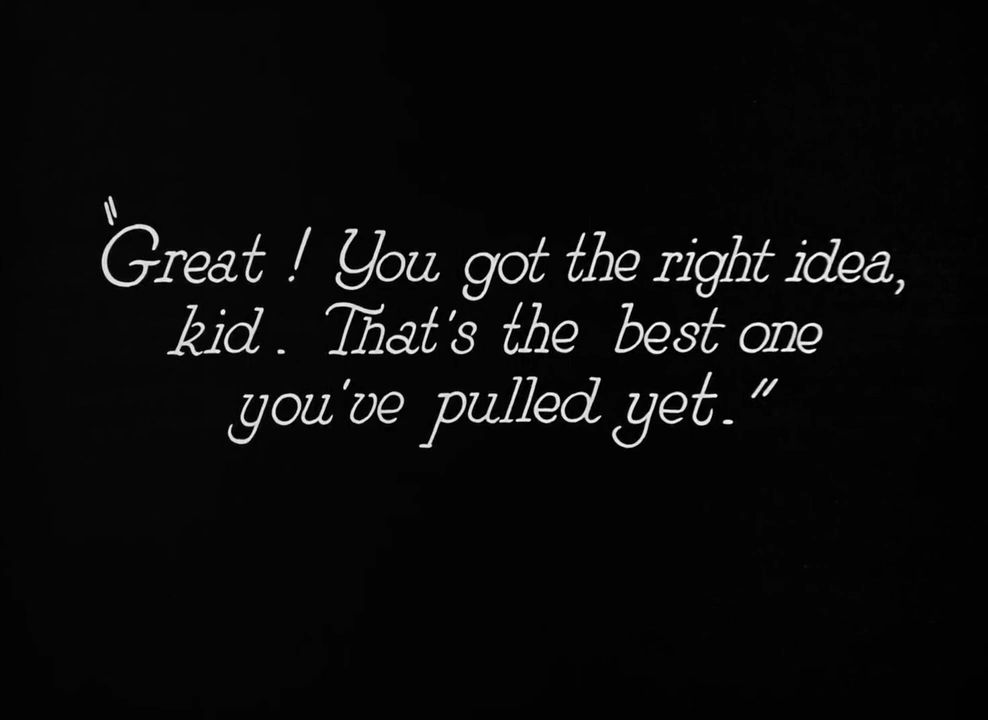 "Great! You got the right idea,
kid. That's the best one
you've pulled yet."